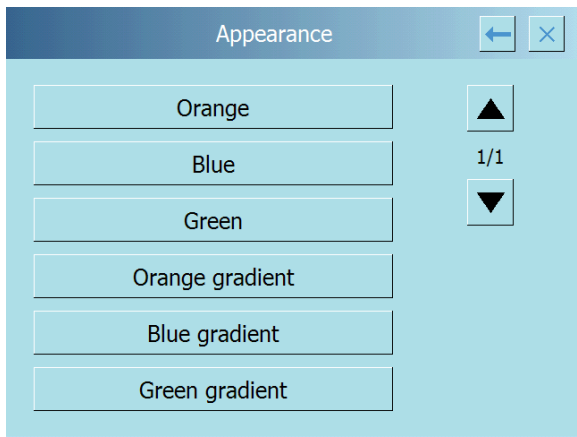 Appearance
Orange
1/1
Blue
Green
Orange gradient
Blue gradient
Green gradient